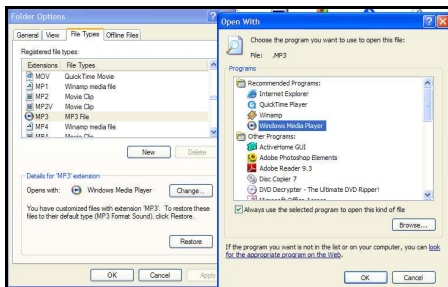 Folder Options
General
View
File Types
Offline Files
Registered file types:
Extensions
File Types
MOV QuickTime Movie
MP1 Winamp media file
MP2 Movie Clip
MP2V Movie Clip
MP3 MP3 File
MP4 Winamp media file
New
Delete
Details for 'MP3' extension
Opens with:
Windows Media Player
Change...
You have customized files with extension 'MP3'. To restore these
files to their default type (MP3 Format Sound), click Restore.
Restore
OK
Cancel
Apply
Open With
Choose the program you want to use to open this file:
File: .MP3
Programs
Recommended Programs:
Internet Explorer
QuickTime Player
Winamp
Windows Media Player
Other Programs:
ActiveHome GUI
Adobe Photoshop Elements
Adobe Reader 9.3
Disc Copier 7
DVD Decrypter - The Ultimate DVD Ripper!
Always use the selected program to open this kind of file
Browse...
If the program you want is not in the list or on your computer, you can look
for the appropriate program on the Web.
OK
Cancel